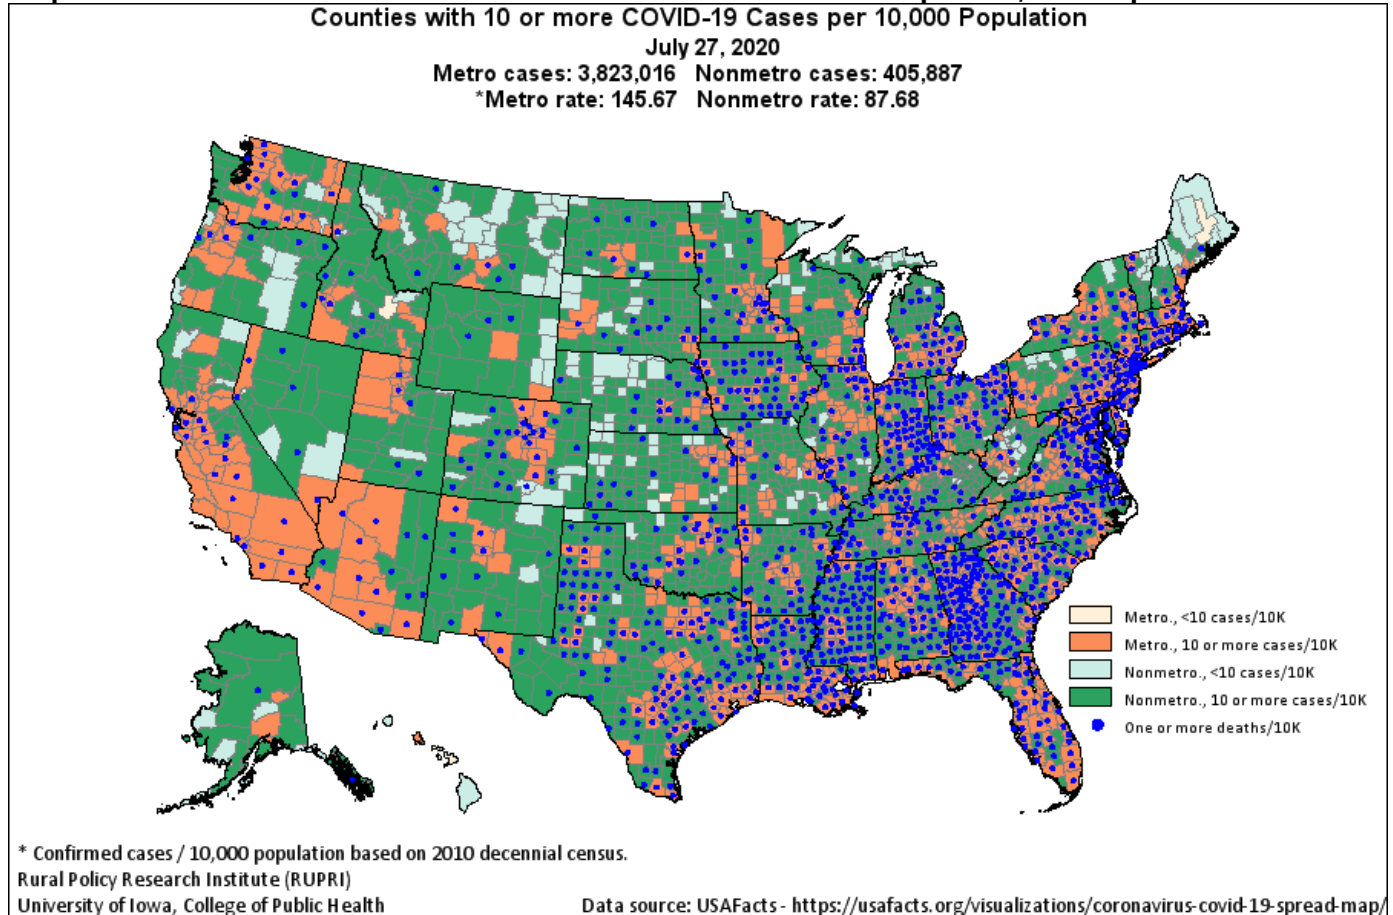 Counties with 10 or more COVID-19 Cases per 10,000 Population
July 27, 2020
Metro cases: 3,823,016 Nonmetro cases: 405,887
*Metro rate: 145.67 Nonmetro rate: 87.68
Metro., <10 cases/10K
Metro., 10 or more cases/10K
Nonmetro., <10 cases/10K
Nonmetro., 10 or more cases/10K
One or more deaths/10K
* Confirmed cases / 10,000 population based on 2010 decennial census.
Rural Policy Research Institute (RUPRI)
University of Iowa, College of Public Health
Data source: USAFacts - https://usafacts.org/visualizations/coronavirus-covid-19-spread-map/